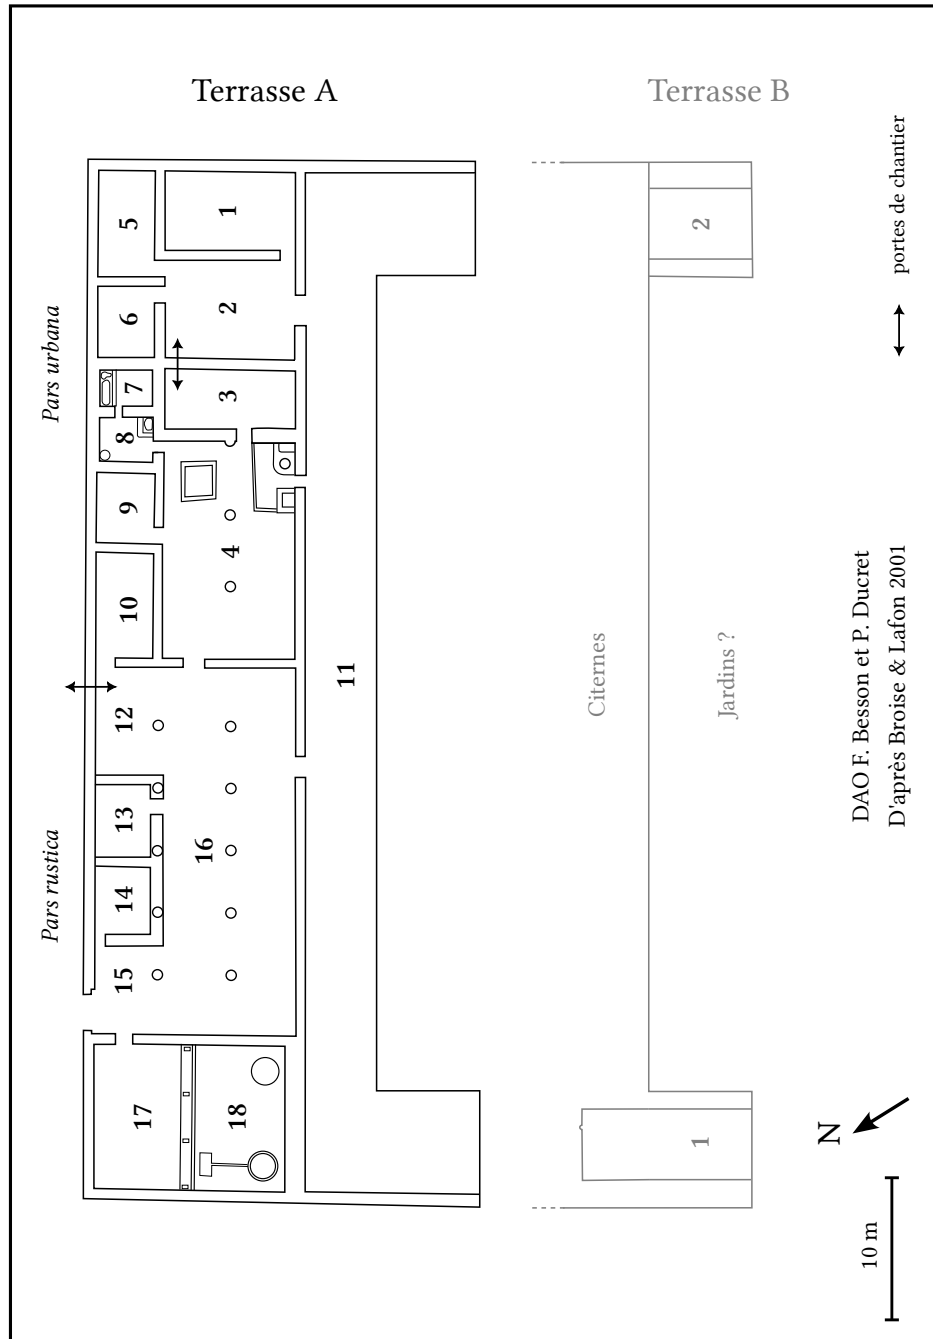 Terrasse A
Terrasse B
Pars urbana
Pars rustica
5
1
6
2
7
3
8
9
4
10
11
12
13
16
14
15
17
18
2
Citernes
Jardins ?
1
portes de chantier
DAO F. Besson et P. Ducret
D'après Broise & Lafon 2001
N
10 m